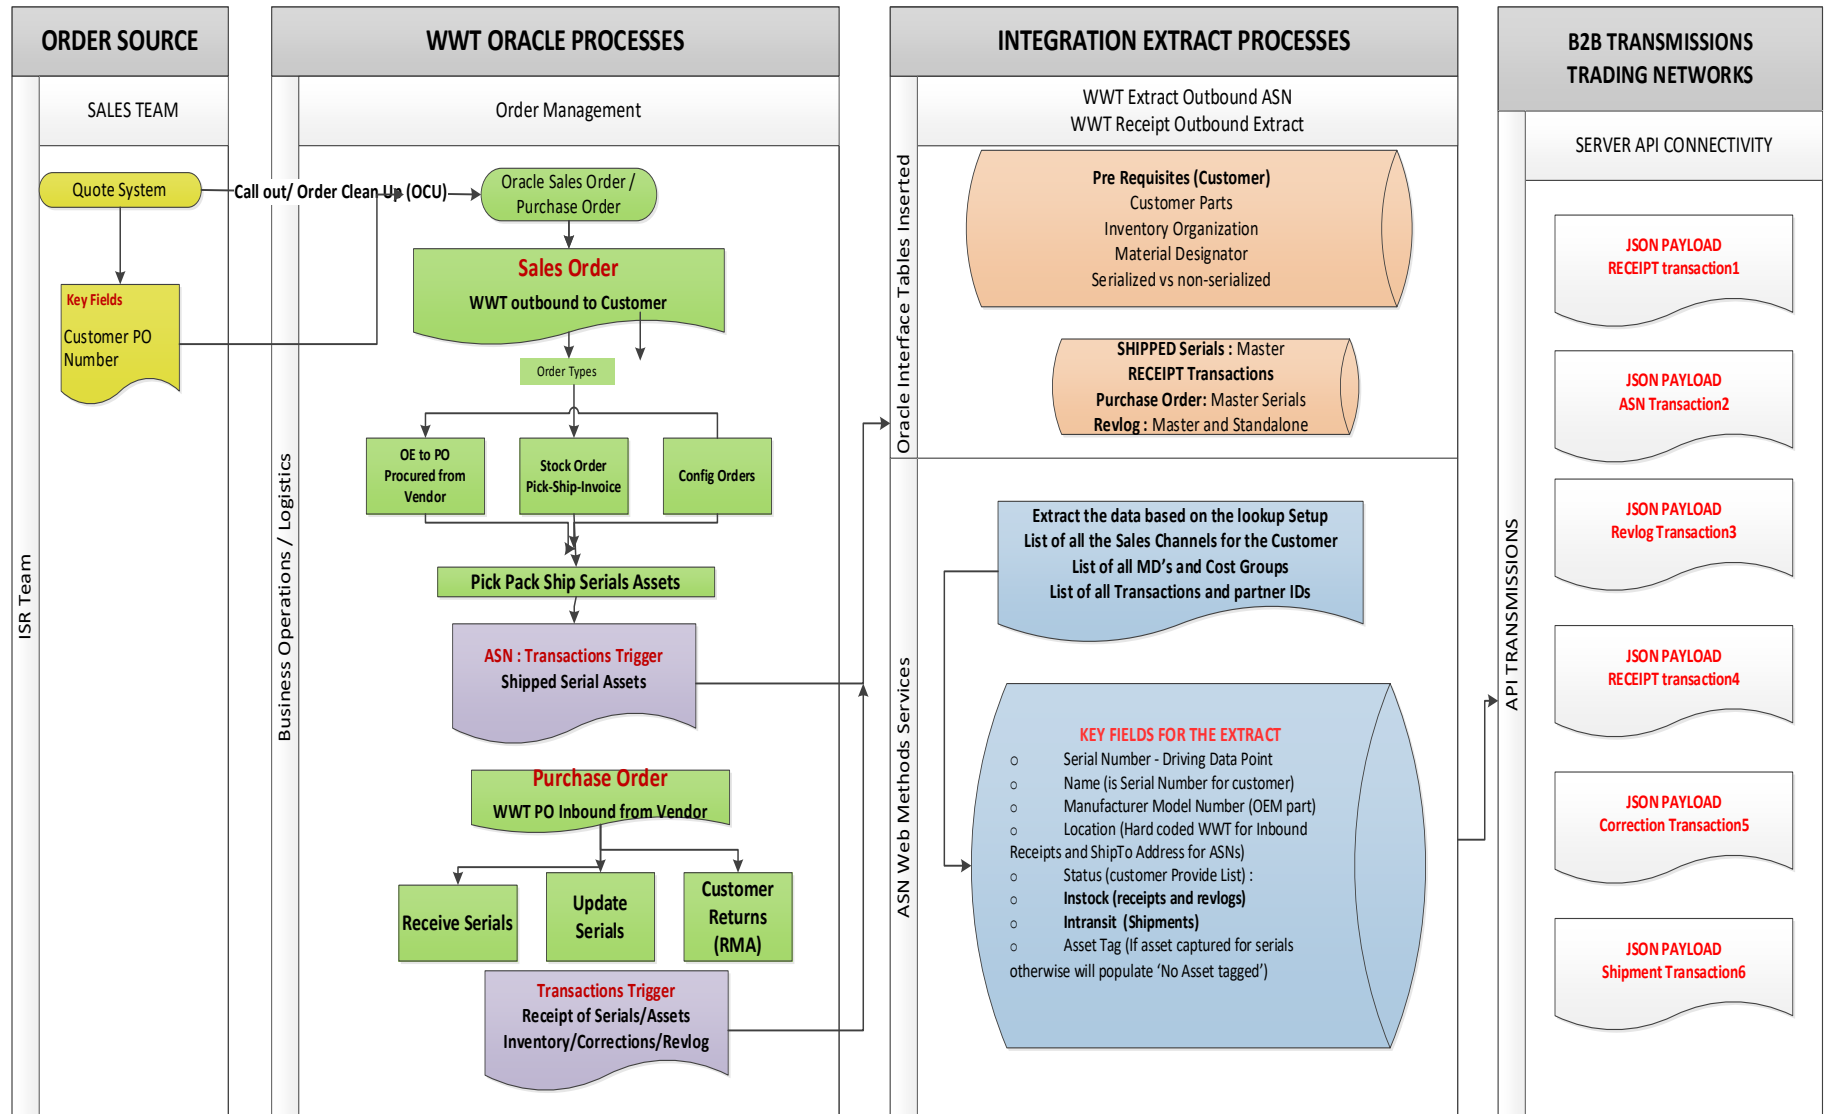 ORDER SOURCE
SALES TEAM
ISR Team
Quote System
Key Fields
Customer PO
Number
Call out/ Order Clean Up (OCU)
WWT ORACLE PROCESSES
Order Management
Business Operations / Logistics
Oracle Sales Order /
Purchase Order
Sales Order
WWT outbound to Customer
Order Types
OE to PO
Procured from
Vendor
Stock Order
Pick-Ship-Invoice
Config Orders
Pick Pack Ship Serials Assets
ASN : Transactions Trigger
Shipped Serial Assets
Purchase Order
WWT PO Inbound from Vendor
Receive Serials
Update
Serials
Customer
Returns
(RMA)
Transactions Trigger
Receipt of Serials/Assets
Inventory/Corrections/Revlog
INTEGRATION EXTRACT PROCESSES
WWT Extract Outbound ASN
WWT Receipt Outbound Extract
Oracle Interface Tables Inserted
Pre Requisites (Customer)
Customer Parts
Inventory Organization
Material Designator
Serialized vs non-serialized
SHIPPED Serials : Master
RECEIPT Transactions
Purchase Order: Master Serials
Revlog : Master and Standalone
ASN Web Methods Services
Extract the data based on the lookup Setup
List of all the Sales Channels for the Customer
List of all MD's and Cost Groups
List of all Transactions and partner IDs
KEY FIELDS FOR THE EXTRACT
o Serial Number - Driving Data Point
o Name (is Serial Number for customer)
o Manufacturer Model Number (OEM part)
o Location (Hard coded WWT for Inbound
Receipts and ShipTo Address for ASNs)
o Status (customer Provide List) :
o Instock (receipts and revlogs)
o Intransit (Shipments)
o Asset Tag (If asset captured for serials
otherwise will populate ‘No Asset tagged’)
B2B TRANSMISSIONS
TRADING NETWORKS
SERVER API CONNECTIVITY
API TRANSMISSIONS
JSON PAYLOAD
RECEIPT transaction1
JSON PAYLOAD
ASN Transaction2
JSON PAYLOAD
Revlog Transaction3
JSON PAYLOAD
RECEIPT transaction4
JSON PAYLOAD
Correction Transaction5
JSON PAYLOAD
Shipment Transaction6